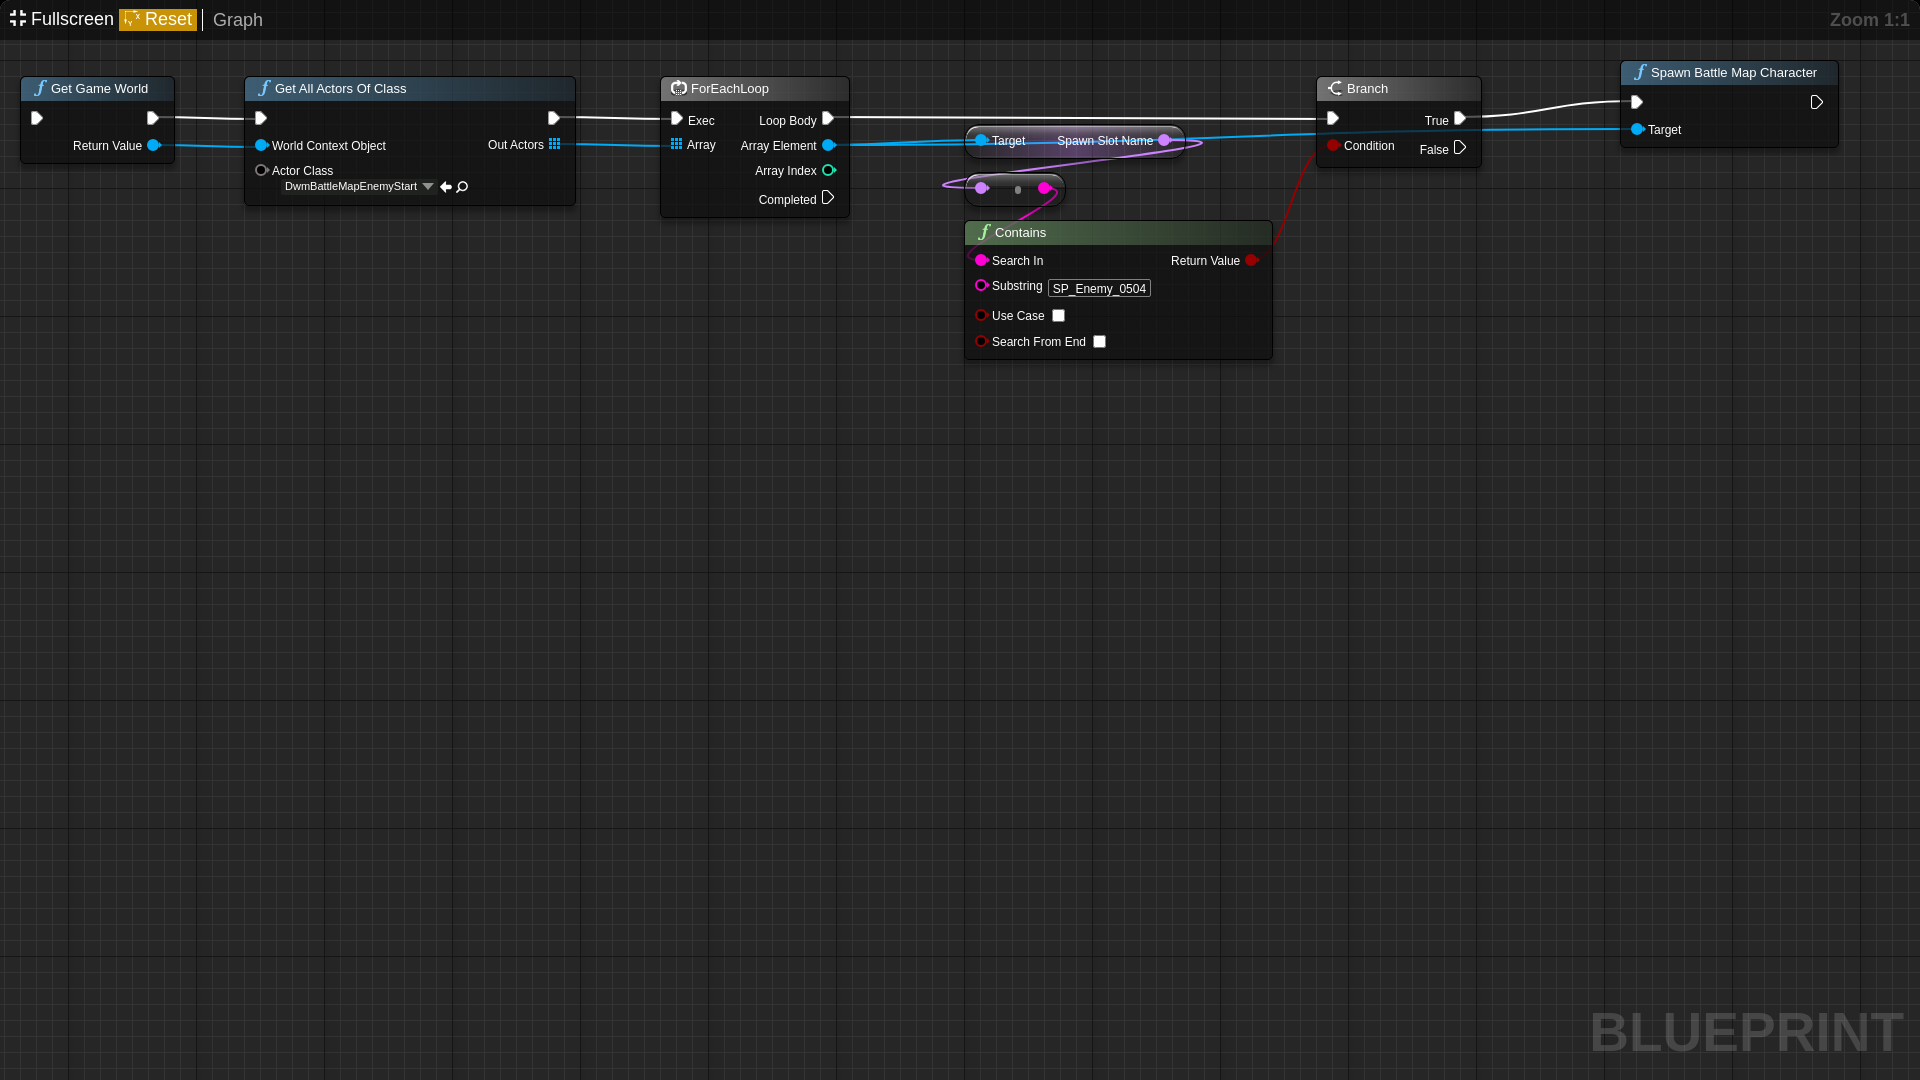 Fullscreen Reset Graph
Zoom 1:1
Get Game World
Return Value
Get All Actors Of Class
World Context Object
Out Actors
Actor Class
DwmBattleMapEnemyStart
ForEachLoop
Exec
Loop Body
Array
Array Element
Array Index
Completed
Target
Spawn Slot Name
Contains
Search In
Return Value
Substring
SP_Enemy_0504
Use Case
Search From End
Branch
True
Condition
False
Spawn Battle Map Character
Target
BLUEPRINT